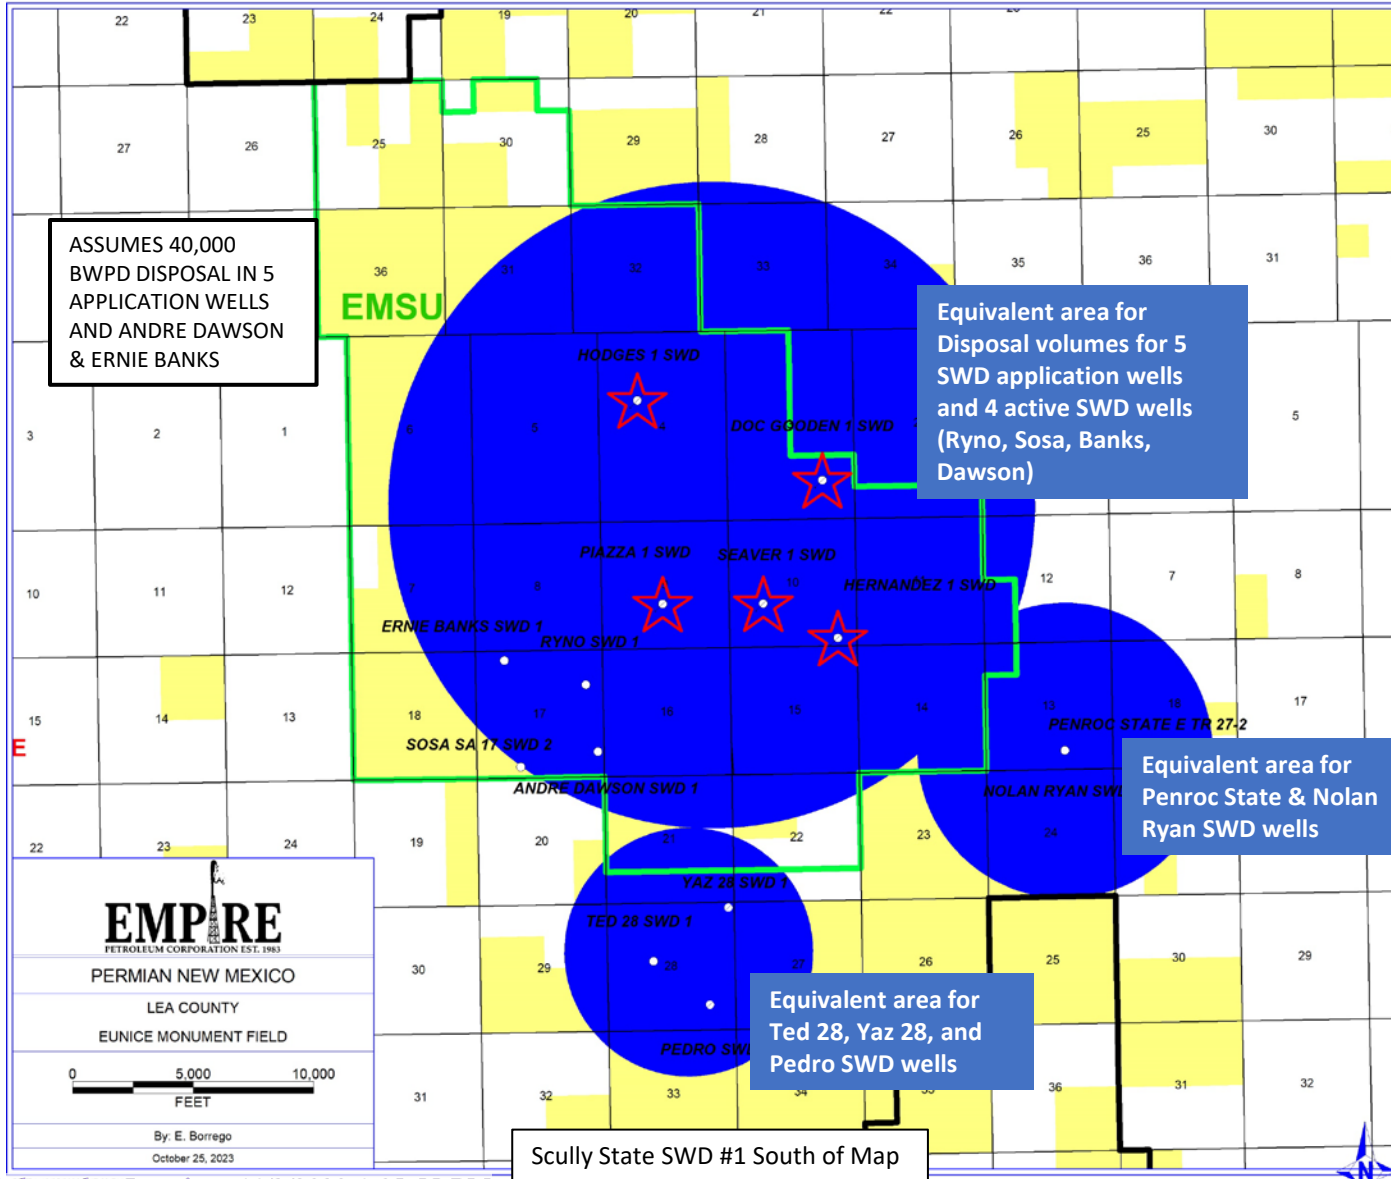 22
23
24
19
20
21
22
27
26
25
30
29
28
27
26
25
30
ASSUMES 40,000
BWPD DISPOSAL IN 5
APPLICATION WELLS
AND ANDRE DAWSON
& ERNIE BANKS
36
31
32
33
34
35
36
31
EMSU
Equivalent area for
Disposal volumes for 5
SWD application wells
and 4 active SWD wells
(Ryno, Sosa, Banks,
Dawson)
HODGES 1 SWD
3
2
1
6
5
4
DOC GOODEN 1 SWD
5
PIAZZA 1 SWD
SEAVER 1 SWD
10
11
12
7
8
10
HERNANDEZ 1 SWD
12
7
8
ERNIE BANKS SWD 1
RYNO SWD 1
15
14
13
18
17
16
15
14
13
18
17
E
SOSA SA 17 SWD 2
PENROC STATE E TR 27-2
ANDRE DAWSON SWD 1
NOLAN RYAN SWD
Equivalent area for
Penroc State & Nolan
Ryan SWD wells
22
23
24
19
20
21
22
23
24
YAZ 28 SWD 1
TED 28 SWD 1
EMPIRE
PETROLEUM CORPORATION EST. 1983
PERMIAN NEW MEXICO
LEA COUNTY
EUNICE MONUMENT FIELD
0
5,000
10,000
FEET
By: E. Borrego
October 25, 2023
30
29
28
27
26
25
30
29
PEDRO SW
Equivalent area for
Ted 28, Yaz 28, and
Pedro SWD wells
31
32
33
34
35
36
31
32
Scully State SWD #1 South of Map
N